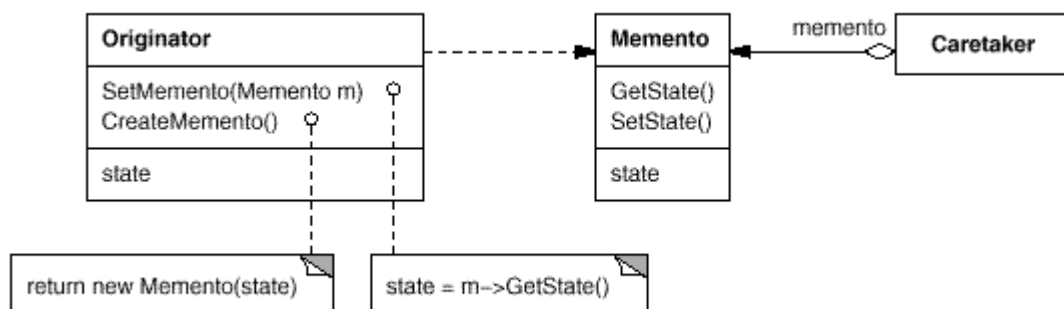 Originator
SetMemento(Memento m)
CreateMemento()
state
Memento
GetState()
SetState()
state
memento
Caretaker
return new Memento(state)
state = m->GetState()